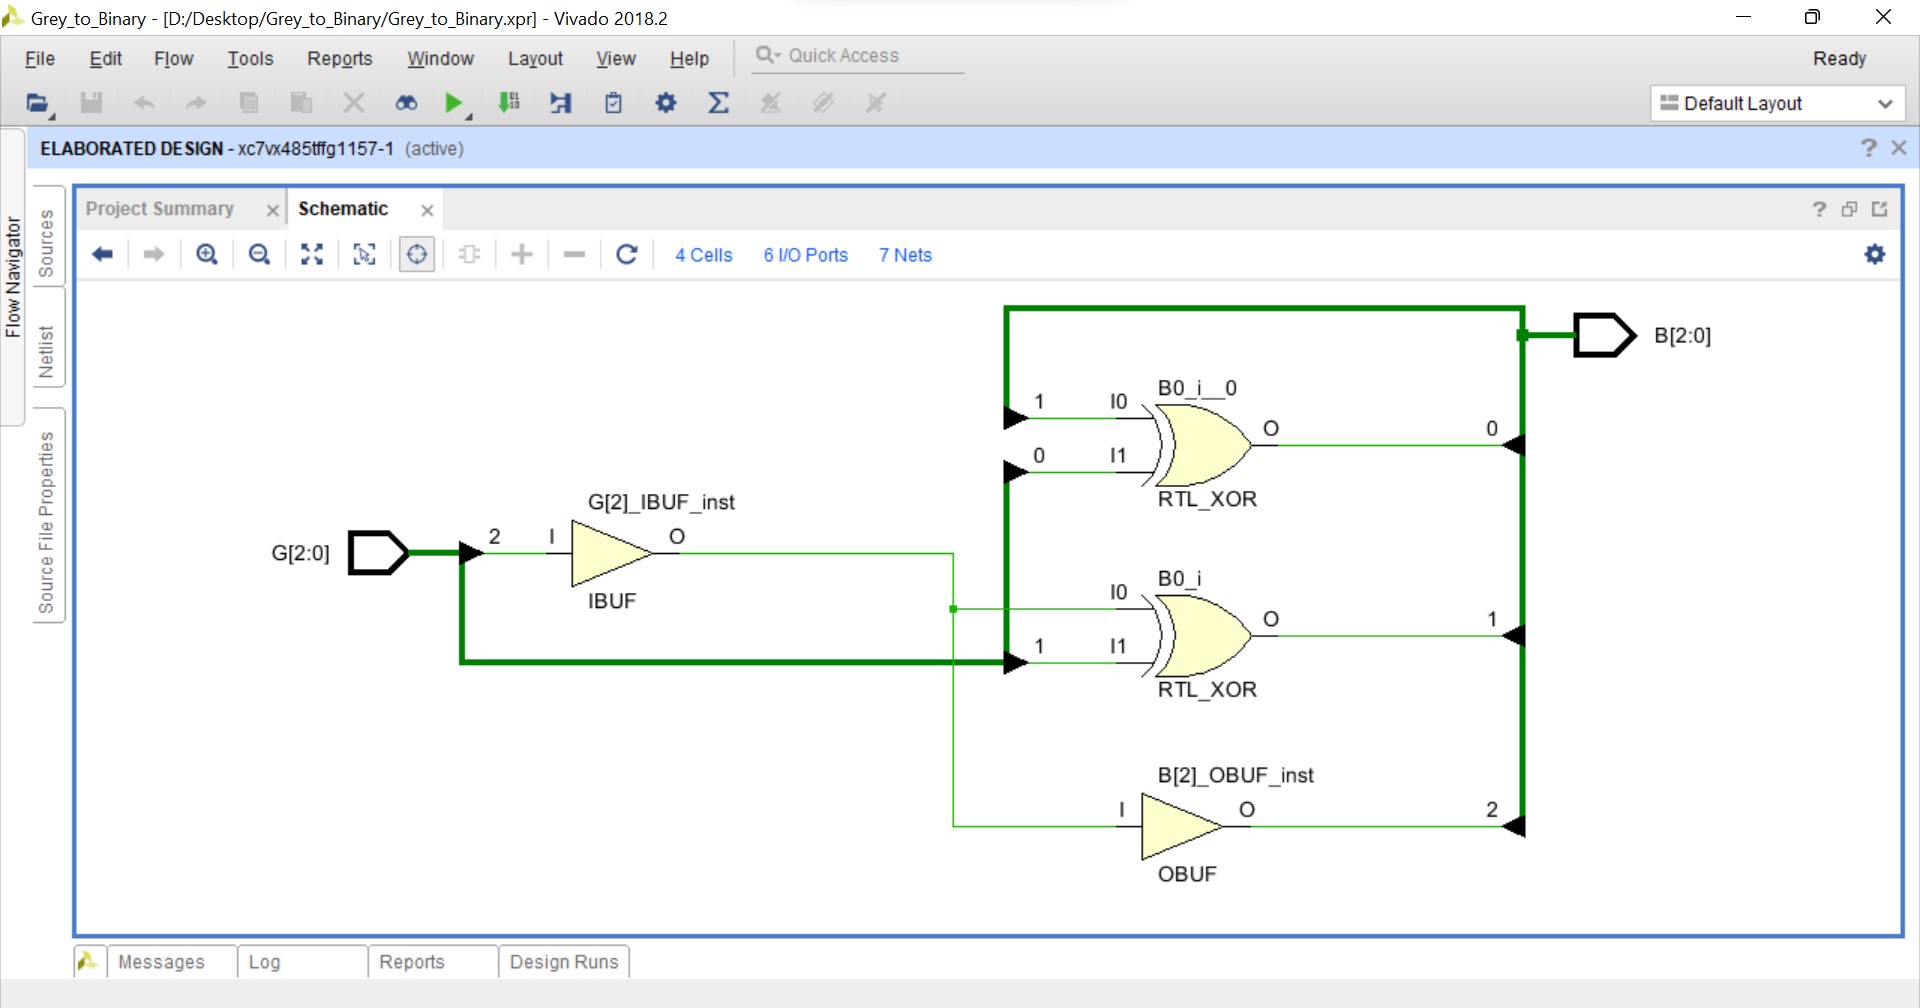 Grey_to_Binary - [D:/Desktop/Grey_to_Binary/Grey_to_Binary.xpr] - Vivado 2018.2
File Edit Flow Tools Reports Window Layout View Help Quick Access Ready
Default Layout
ELABORATED DESIGN - xc7vx485tffg1157-1 (active)
Flow Navigator
Sources
Netlist
Source File Properties
Project Summary Schematic
4 Cells 6 I/O Ports 7 Nets
B[2:0]
B0_i__0
1 I0
O 0
0 I1
RTL_XOR
G[2]_IBUF_inst
G[2:0] 2 I O
IBUF
B0_i
I0
O 1
1 I1
RTL_XOR
B[2]_OBUF_inst
I O 2
OBUF
Messages Log Reports Design Runs